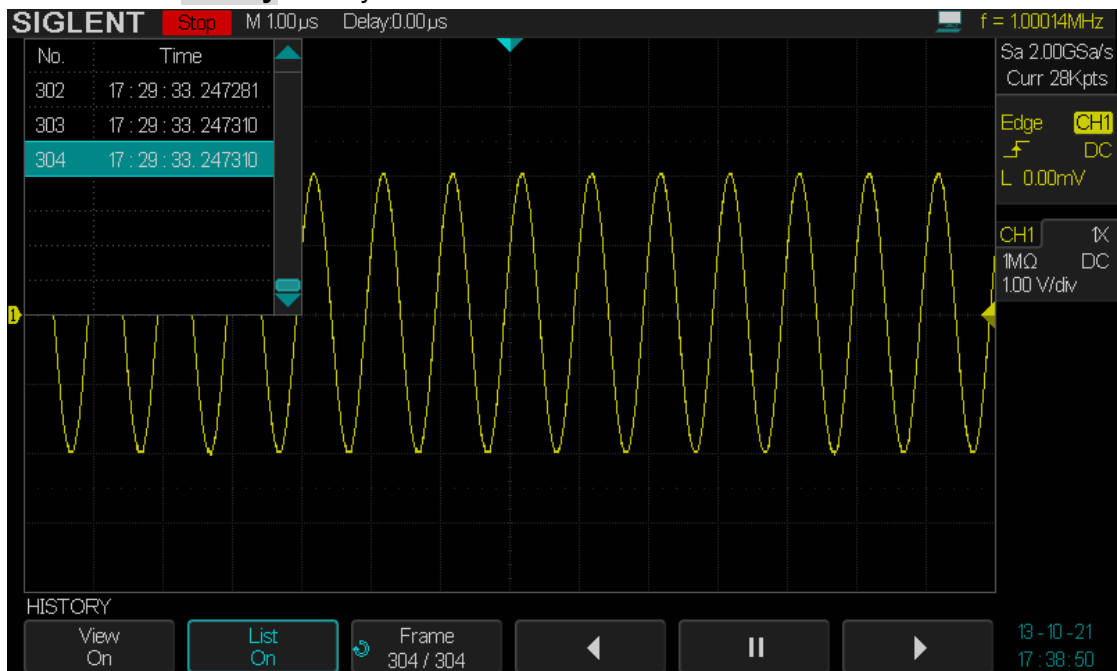 SIGLENT Stop M 1.00μs Delay:0.00μs f = 1.00014MHz
No. Time
302 17 : 29 : 33. 247281
303 17 : 29 : 33. 247310
304 17 : 29 : 33. 247310
Sa 2.00GSa/s
Curr 28Kpts
Edge CH1
DC
L 0.00mV
CH1 1X
1MΩ DC
1.00 V/div
1
HISTORY
View
On
List
On
Frame
304 / 304
13 - 10 - 21
17 : 38 : 50